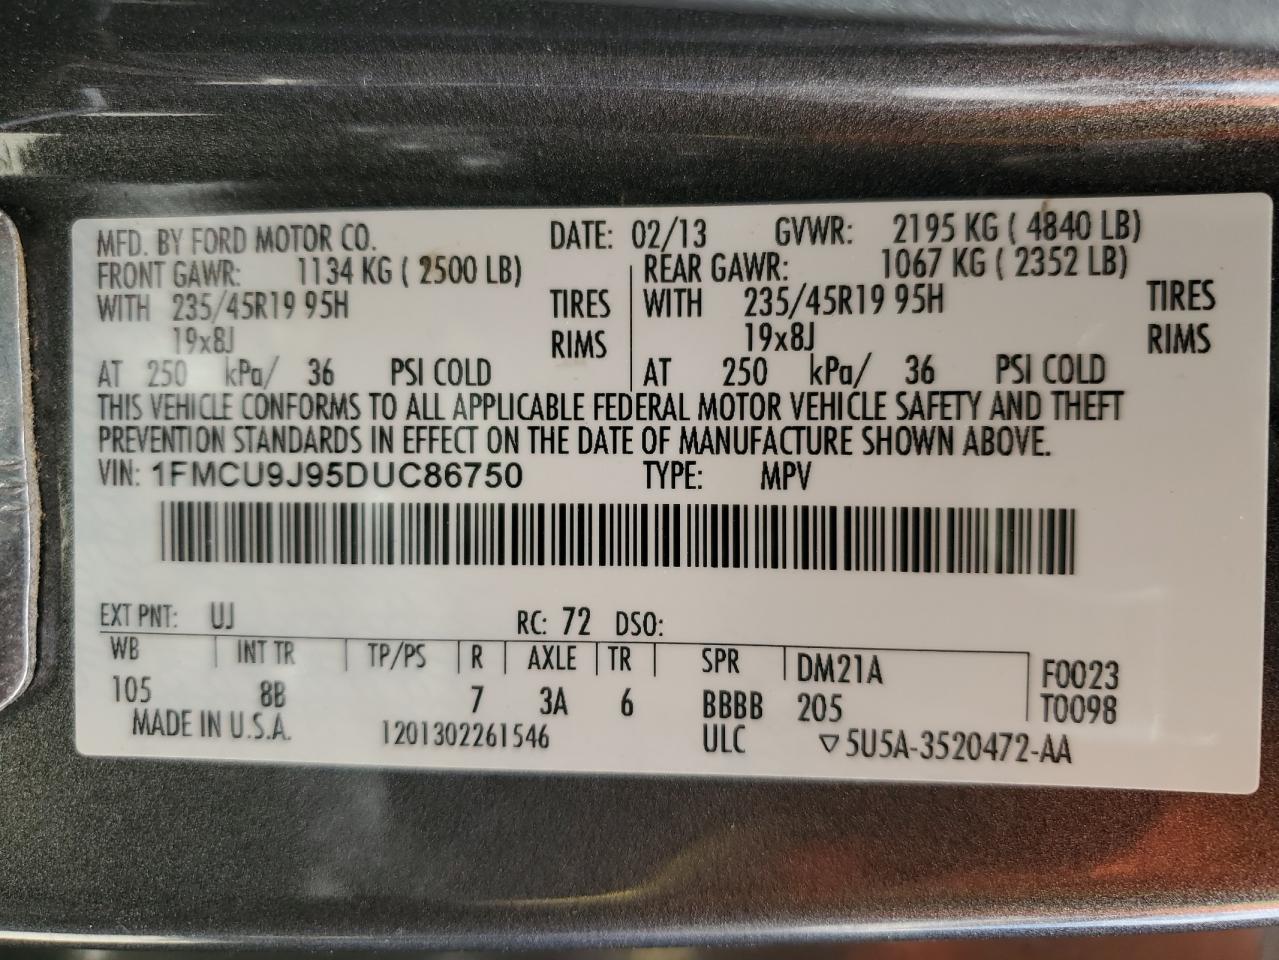 MFD. BY FORD MOTOR CO. DATE: 02/13 GVWR: 2195 KG ( 4840 LB)
FRONT GAWR: 1134 KG ( 2500 LB) REAR GAWR: 1067 KG ( 2352 LB)
WITH 235/45R19 95H TIRES WITH 235/45R19 95H TIRES
19x8J RIMS 19x8J RIMS
AT 250 kPa/ 36 PSI COLD AT 250 kPa/ 36 PSI COLD
THIS VEHICLE CONFORMS TO ALL APPLICABLE FEDERAL MOTOR VEHICLE SAFETY AND THEFT
PREVENTION STANDARDS IN EFFECT ON THE DATE OF MANUFACTURE SHOWN ABOVE.
VIN: 1FMCU9J95DUC86750 TYPE: MPV
EXT PNT: UJ RC: 72 DSO:
WB INT TR TP/PS R AXLE TR SPR DM21A F0023
105 8B 7 3A 6 BBBB 205 T0098
MADE IN U.S.A. 1201302261546 ULC ▽5U5A-3520472-AA